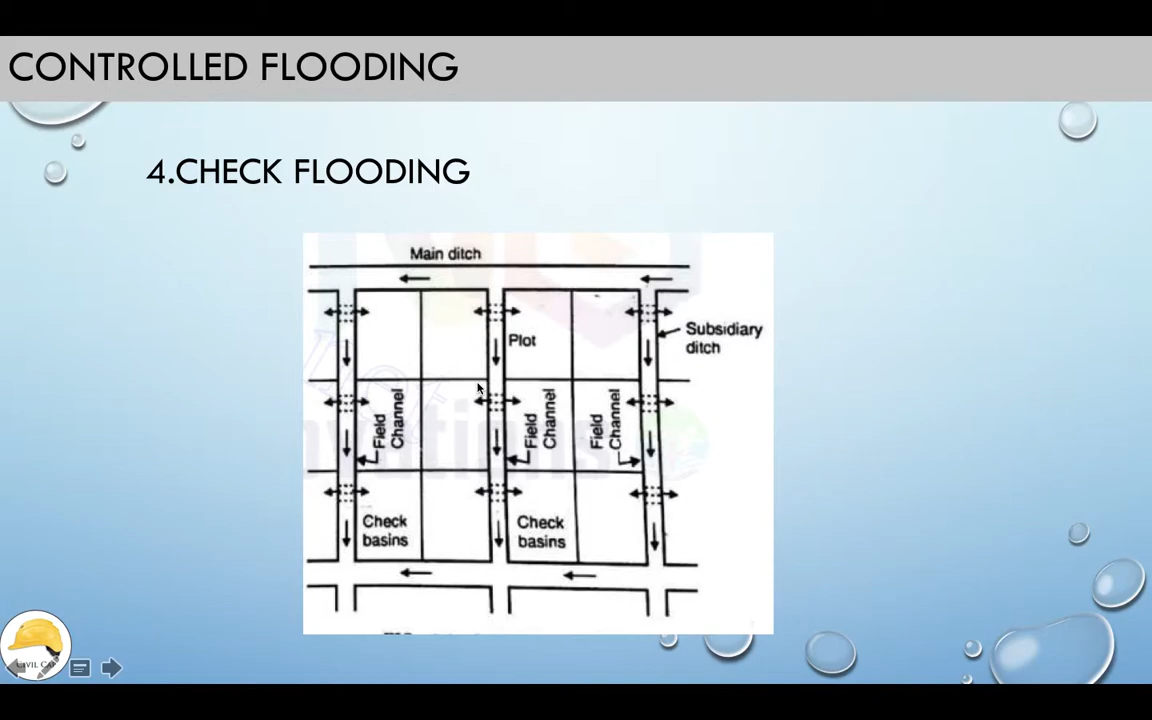 CONTROLLED FLOODING
4.CHECK FLOODING
Main ditch
Subsidiary
ditch
Plot
Field
Channel
Field
Channel
Field
Channel
Check
basins
Check
basins
CIVIL